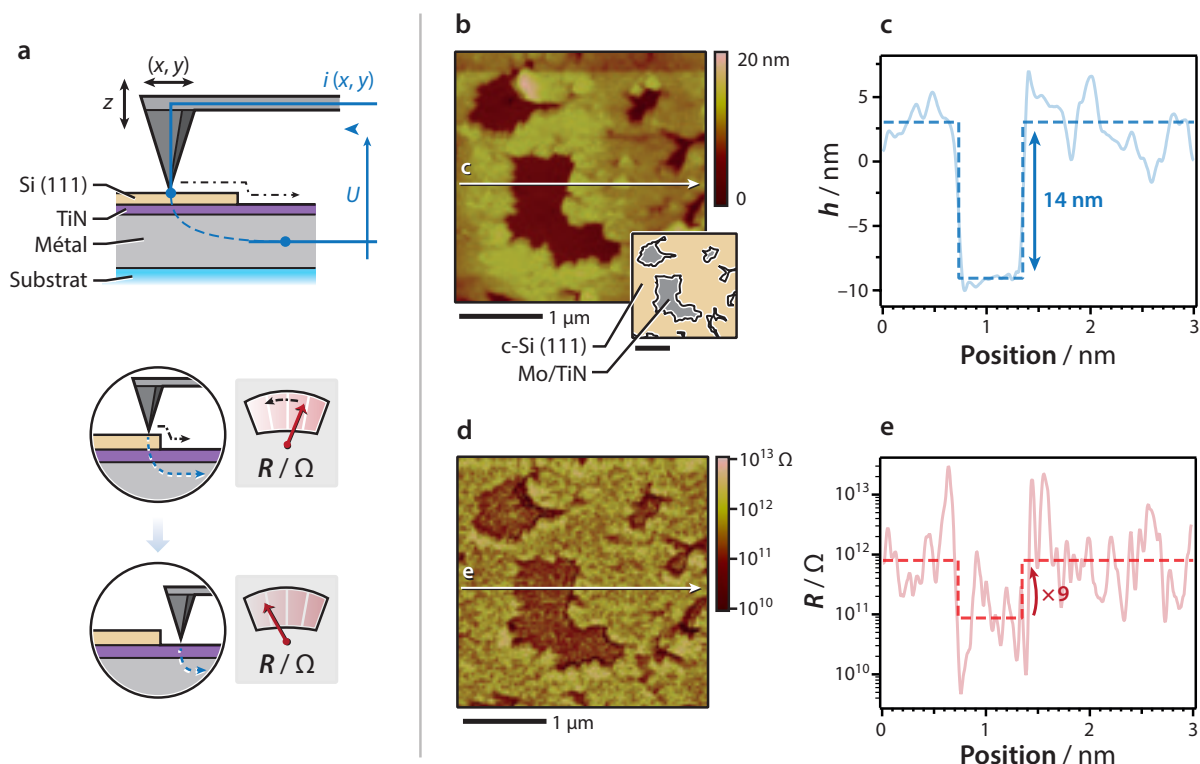 a
(x, y)
i (x, y)
z
Si (111)
TiN
U
Métal
Substrat
R / Ω
R / Ω
b
20 nm
c
0
1 μm
c-Si (111)
Mo/TiN
c
h / nm
5
0
−5
−10
14 nm
0
1
2
3
Position / nm
d
10¹³ Ω
10¹²
10¹¹
10¹⁰
e
1 μm
e
R / Ω
10¹³
10¹²
10¹¹
10¹⁰
×9
0
1
2
3
Position / nm